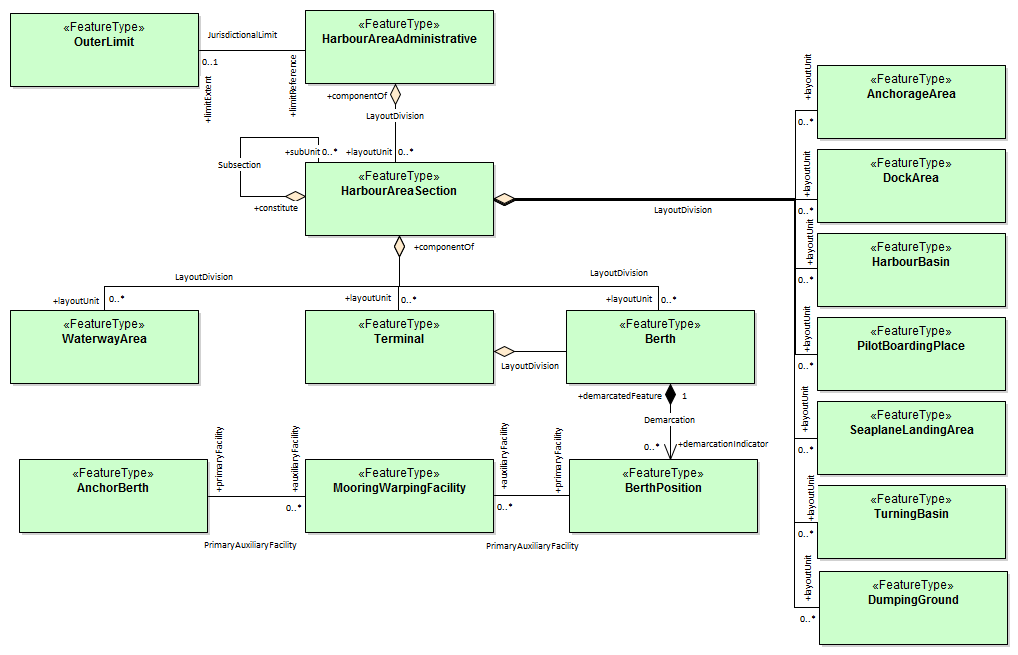 «FeatureType»
OuterLimit
JurisdictionalLimit
0..1
+limitExtent
+limitReference
«FeatureType»
HarbourAreaAdministrative
+componentOf
LayoutDivision
+subUnit 0..*
+layoutUnit 0..*
Subsection
+constitute
«FeatureType»
HarbourAreaSection
LayoutDivision
+componentOf
LayoutDivision
LayoutDivision
+layoutUnit 0..*
+layoutUnit 0..*
+layoutUnit 0..*
«FeatureType»
WaterwayArea
«FeatureType»
Terminal
LayoutDivision
«FeatureType»
Berth
+demarcatedFeature 1
Demarcation
0..* +demarcationIndicator
«FeatureType»
AnchorBerth
+primaryFacility
+auxiliaryFacility
0..*
PrimaryAuxiliaryFacility
«FeatureType»
MooringWarpingFacility
+auxiliaryFacility
+primaryFacility
0..*
PrimaryAuxiliaryFacility
«FeatureType»
BerthPosition
+layoutUnit
0..*
«FeatureType»
AnchorageArea
+layoutUnit
0..*
«FeatureType»
DockArea
+layoutUnit
0..*
«FeatureType»
HarbourBasin
+layoutUnit
0..*
«FeatureType»
PilotBoardingPlace
+layoutUnit
0..*
«FeatureType»
SeaplaneLandingArea
+layoutUnit
0..*
«FeatureType»
TurningBasin
+layoutUnit
0..*
«FeatureType»
DumpingGround